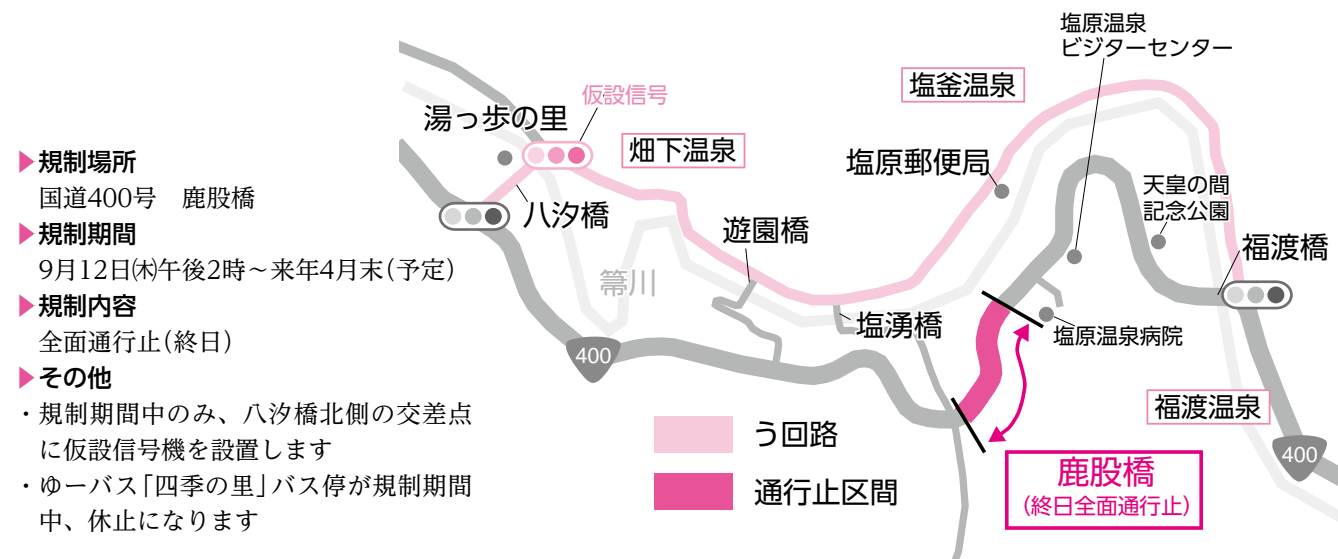 ▶規制場所
国道400号　鹿股橋
▶規制期間
9月12日㈭午後2時～来年4月末(予定)
▶規制内容
全面通行止(終日)
▶その他
・規制期間中のみ、八汐橋北側の交差点
に仮設信号機を設置します
・ゆーバス「四季の里」バス停が規制期間
中、休止になります
塩原温泉
ビジターセンター
塩釜温泉
仮設信号
湯っ歩の里
畑下温泉
塩原郵便局
天皇の間
記念公園
八汐橋
遊園橋
福渡橋
箒川
塩湧橋
塩原温泉病院
400
福渡温泉
う回路
400
鹿股橋
(終日全面通行止)
通行止区間